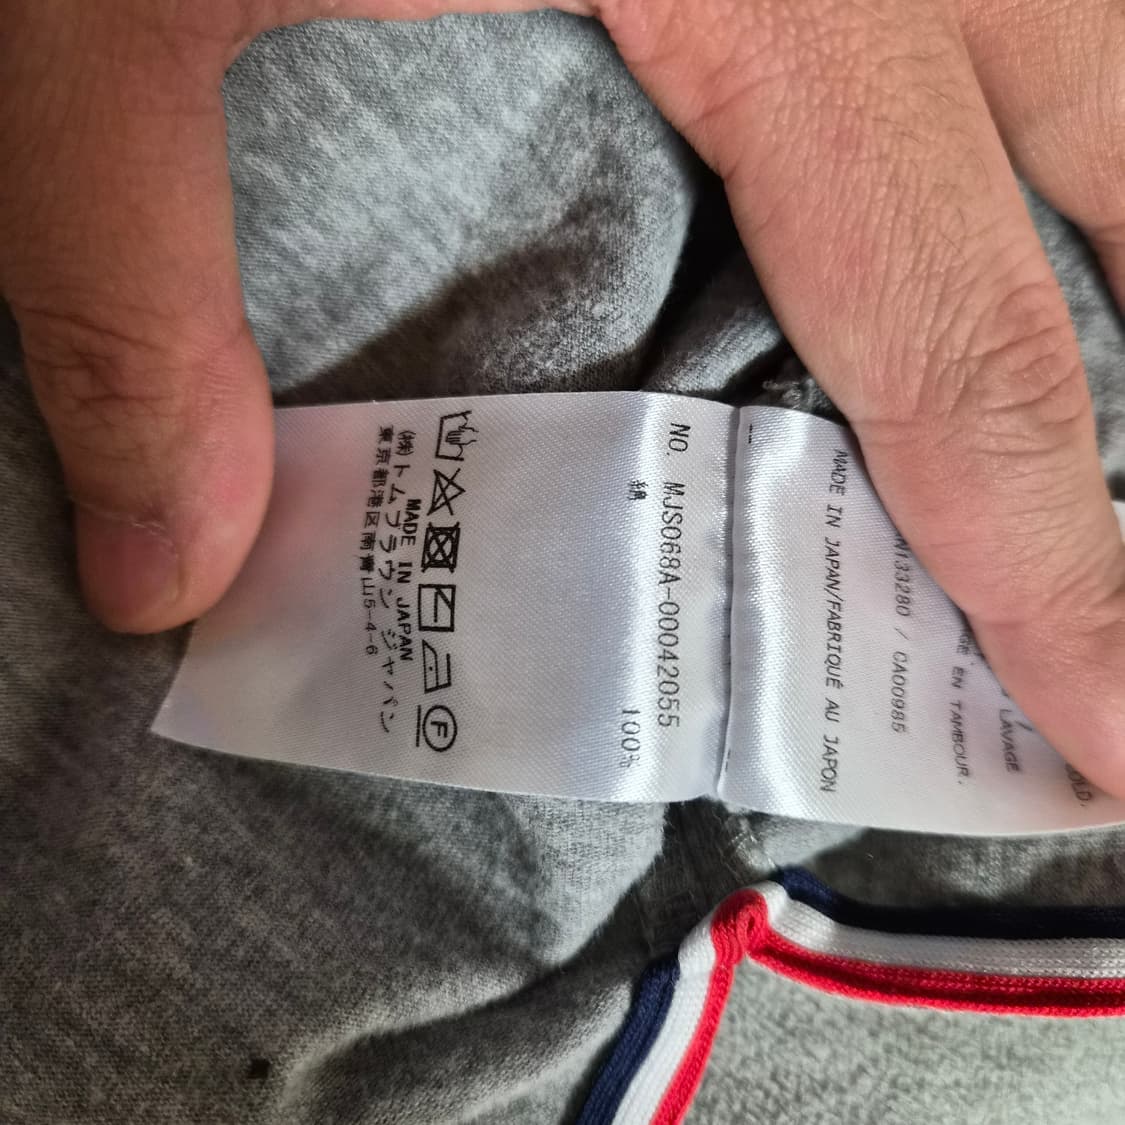 NO. MJS068A-00042055
綿 100%
MADE IN JAPAN
(株)トムブラウン ジャパン
東京都港区南青山5-4-6
F
LAVAGE
EN TAMBOUR.
/ CA00985
MADE IN JAPAN/FABRIQUÉ AU JAPON